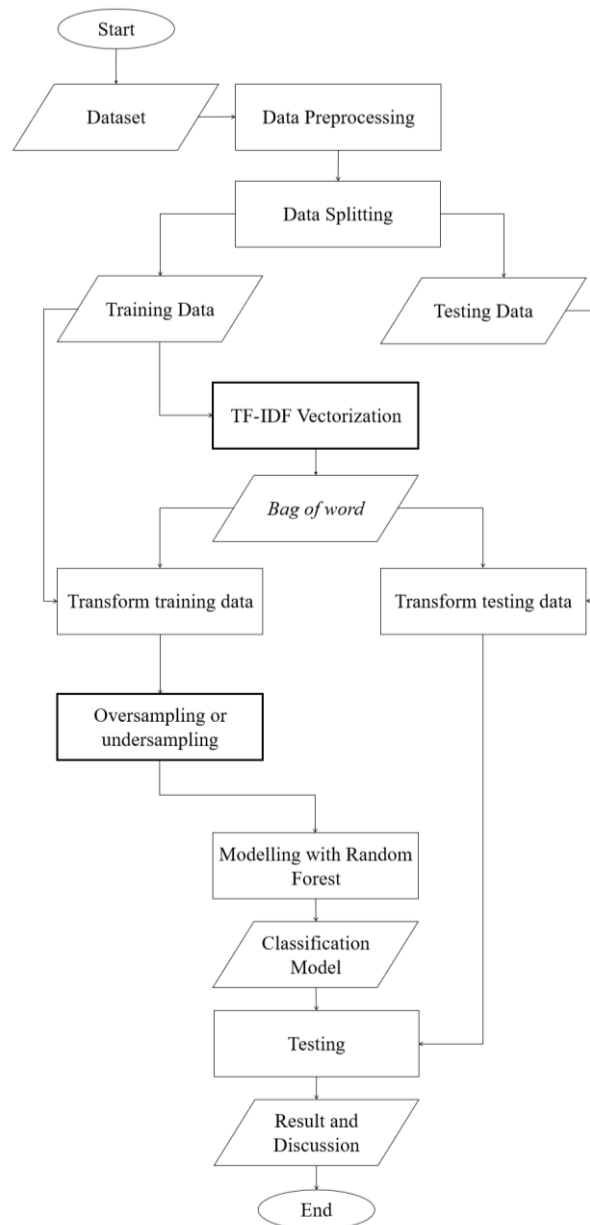 Start
Dataset
Data Preprocessing
Data Splitting
Training Data
Testing Data
TF-IDF Vectorization
Bag of word
Transform training data
Transform testing data
Oversampling or
undersampling
Modelling with Random
Forest
Classification
Model
Testing
Result and
Discussion
End